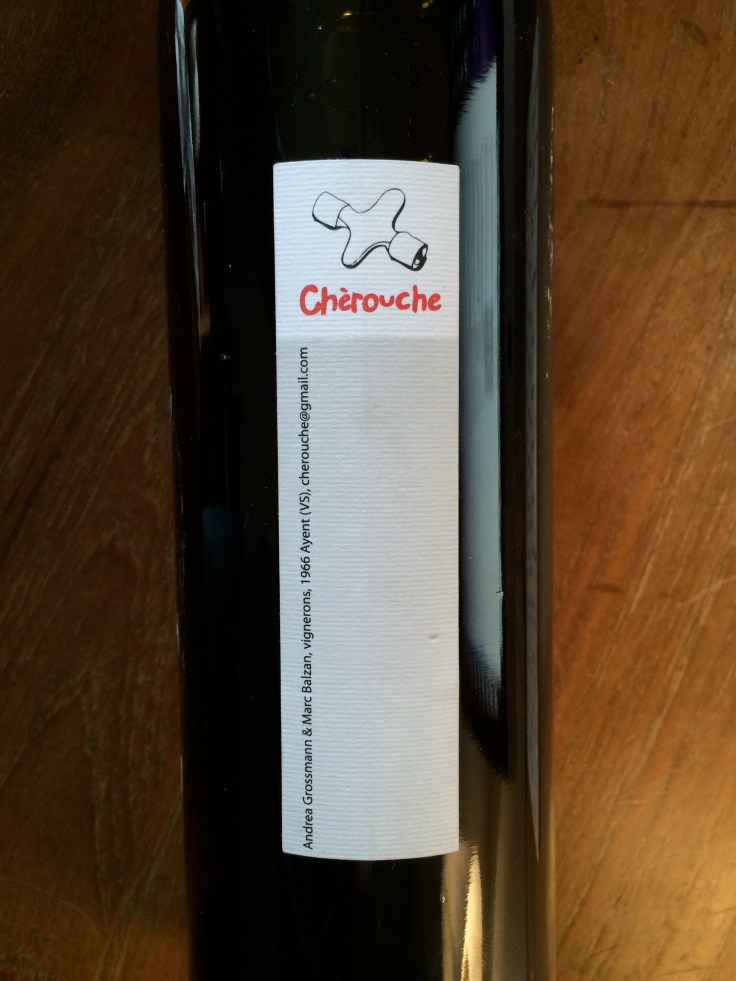 Chèrouche
Andrea Grossmann & Marc Balzan, vignerons, 1966 Ayent (VS), cherouche@gmail.com